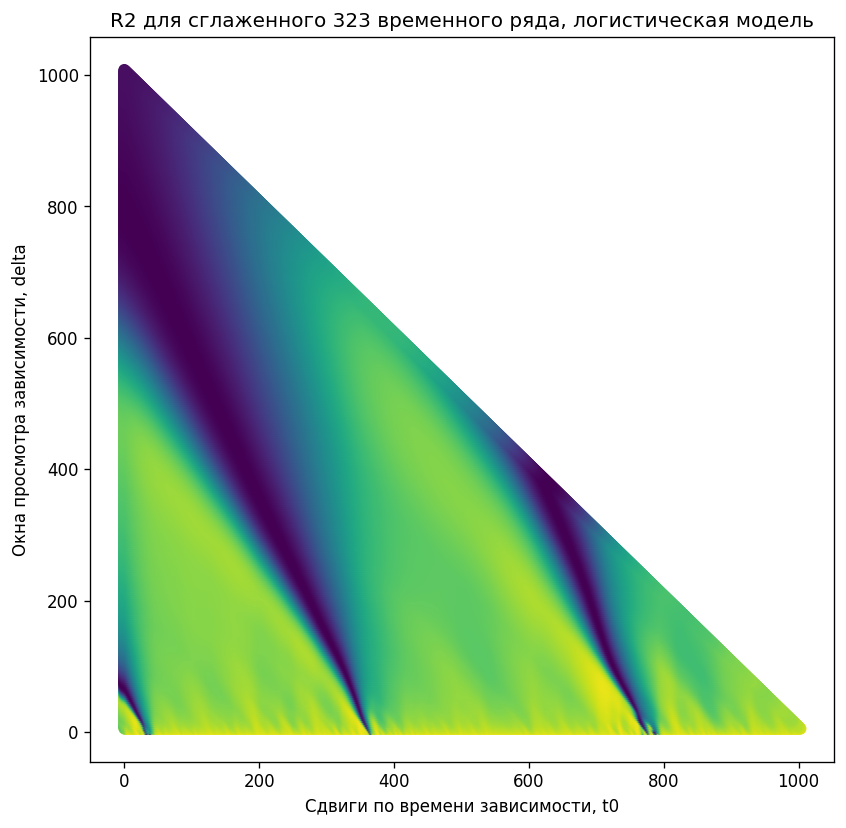 R2 для сглаженного 323 временного ряда, логистическая модель
Окна просмотра зависимости, delta
1000
800
600
400
200
0
0 200 400 600 800 1000
Сдвиги по времени зависимости, t0